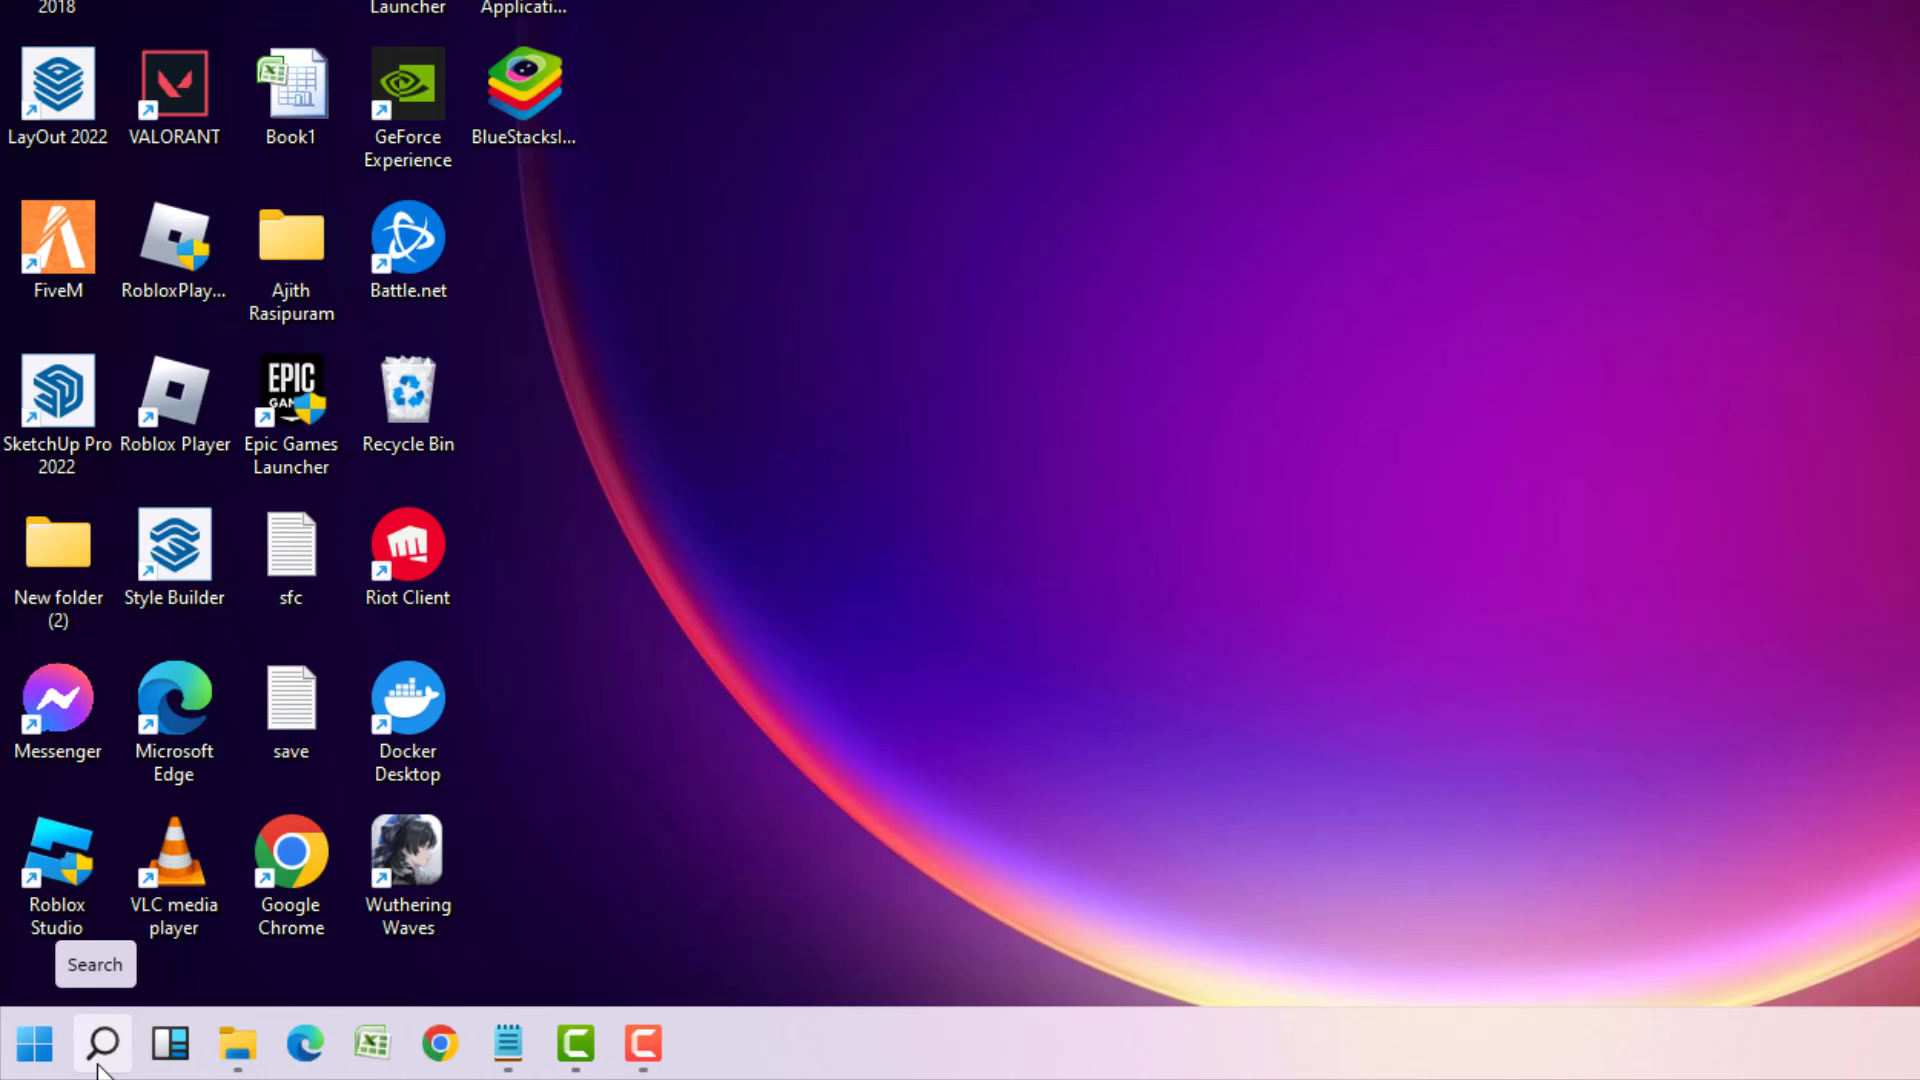 2018
Launcher
Applicati...
LayOut 2022
VALORANT
Book1
GeForce
Experience
BlueStacksI...
FiveM
RobloxPlay...
Ajith
Rasipuram
Battle.net
SketchUp Pro
2022
Roblox Player
EPIC
GAM
Epic Games
Launcher
Recycle Bin
New folder
(2)
Style Builder
sfc
Riot Client
Messenger
Microsoft
Edge
save
Docker
Desktop
Roblox
Studio
VLC media
player
Google
Chrome
Wuthering
Waves
Search